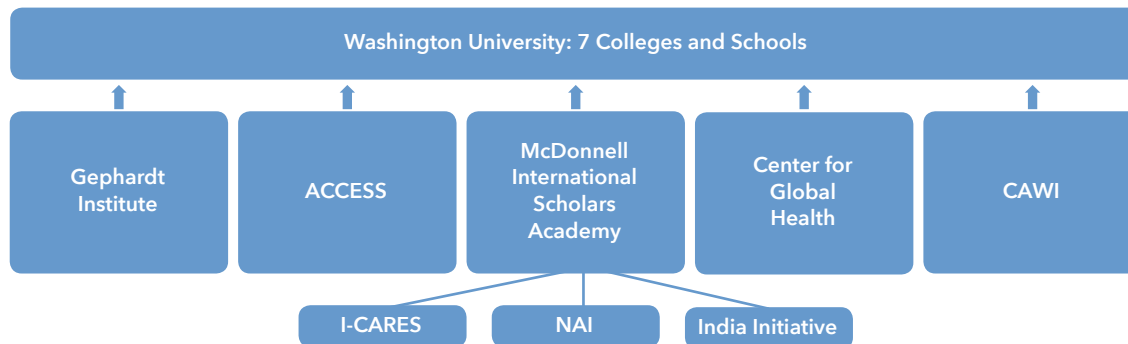 Washington University: 7 Colleges and Schools
Gephardt
Institute
ACCESS
McDonnell
International
Scholars
Academy
Center for
Global
Health
CAWI
I-CARES
NAI
India Initiative